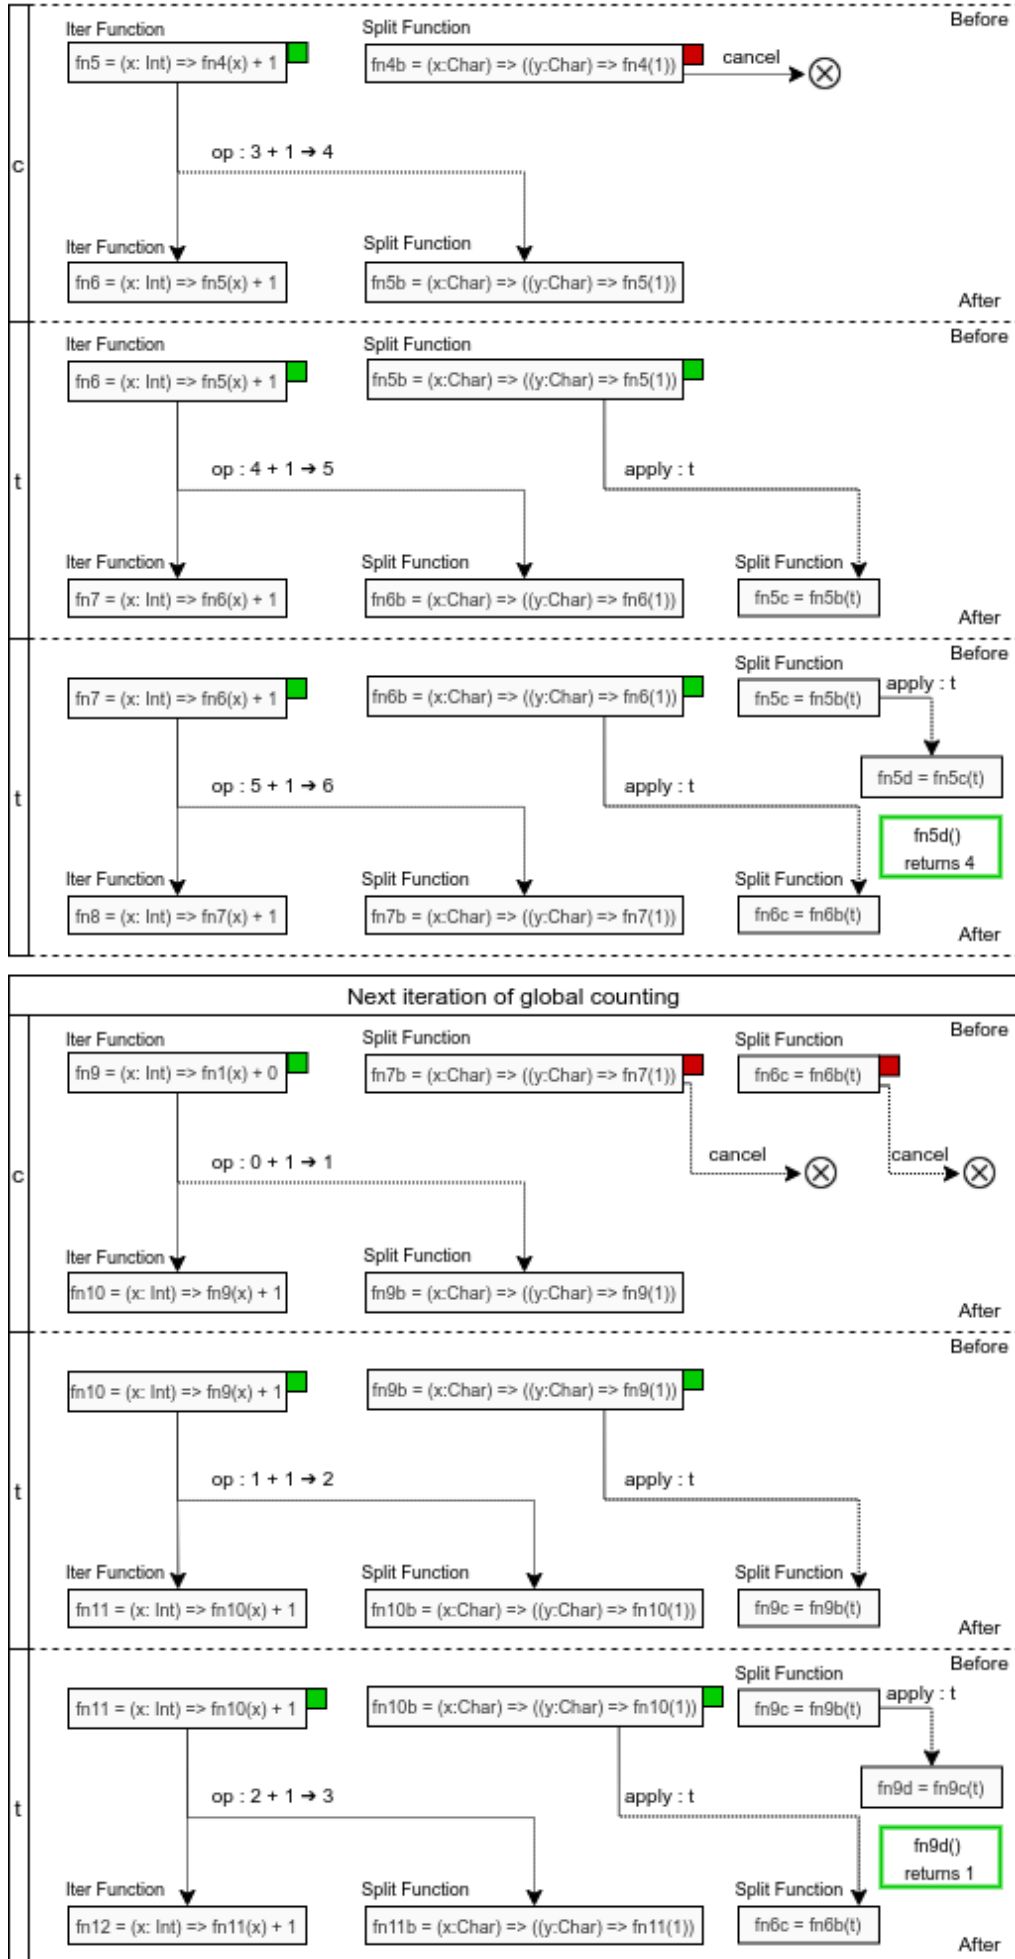 Before
Iter Function
Split Function
fn5 = (x: Int) => fn4(x) + 1
fn4b = (x:Char) => ((y:Char) => fn4(1))
cancel
c
op : 3 + 1 ➔ 4
Iter Function
Split Function
fn6 = (x: Int) => fn5(x) + 1
fn5b = (x:Char) => ((y:Char) => fn5(1))
After
Before
Iter Function
Split Function
fn6 = (x: Int) => fn5(x) + 1
fn5b = (x:Char) => ((y:Char) => fn5(1))
t
op : 4 + 1 ➔ 5
apply : t
Iter Function
Split Function
Split Function
fn7 = (x: Int) => fn6(x) + 1
fn6b = (x:Char) => ((y:Char) => fn6(1))
fn5c = fn5b(t)
After
Before
Split Function
fn7 = (x: Int) => fn6(x) + 1
fn6b = (x:Char) => ((y:Char) => fn6(1))
fn5c = fn5b(t)
apply : t
fn5d = fn5c(t)
t
op : 5 + 1 ➔ 6
apply : t
fn5d()
returns 4
Iter Function
Split Function
Split Function
fn8 = (x: Int) => fn7(x) + 1
fn7b = (x:Char) => ((y:Char) => fn7(1))
fn6c = fn6b(t)
After
Next iteration of global counting
Before
Iter Function
Split Function
Split Function
fn9 = (x: Int) => fn1(x) + 0
fn7b = (x:Char) => ((y:Char) => fn7(1))
fn6c = fn6b(t)
cancel
cancel
c
op : 0 + 1 ➔ 1
Iter Function
Split Function
fn10 = (x: Int) => fn9(x) + 1
fn9b = (x:Char) => ((y:Char) => fn9(1))
After
Before
fn10 = (x: Int) => fn9(x) + 1
fn9b = (x:Char) => ((y:Char) => fn9(1))
t
op : 1 + 1 ➔ 2
apply : t
Iter Function
Split Function
Split Function
fn11 = (x: Int) => fn10(x) + 1
fn10b = (x:Char) => ((y:Char) => fn10(1))
fn9c = fn9b(t)
After
Before
Split Function
fn11 = (x: Int) => fn10(x) + 1
fn10b = (x:Char) => ((y:Char) => fn10(1))
fn9c = fn9b(t)
apply : t
fn9d = fn9c(t)
t
op : 2 + 1 ➔ 3
apply : t
fn9d()
returns 1
Iter Function
Split Function
Split Function
fn12 = (x: Int) => fn11(x) + 1
fn11b = (x:Char) => ((y:Char) => fn11(1))
fn6c = fn6b(t)
After